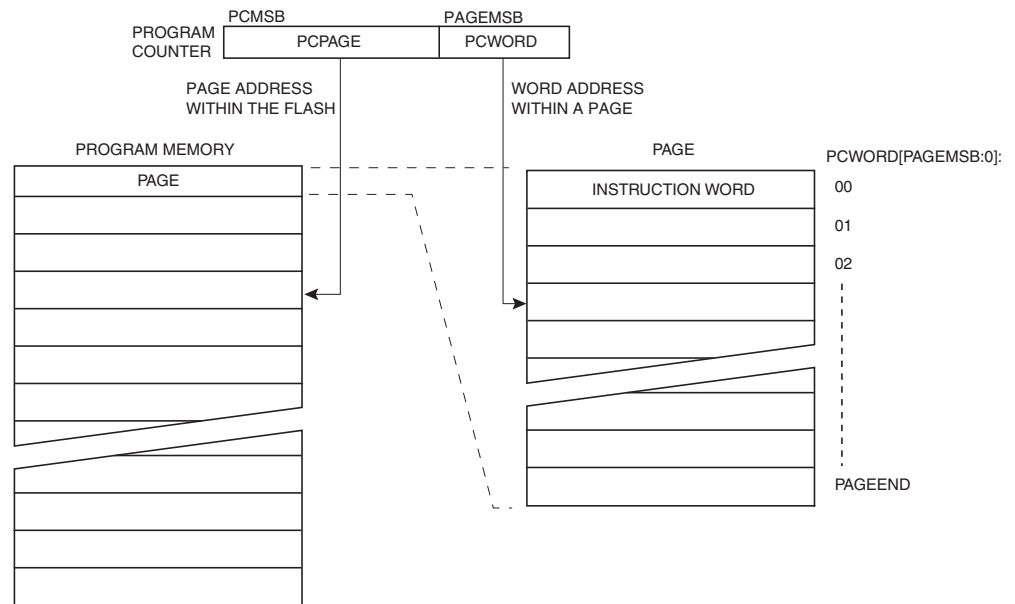 PCMSB
PAGEMSB
PROGRAM
COUNTER
PCPAGE
PCWORD
PAGE ADDRESS
WITHIN THE FLASH
WORD ADDRESS
WITHIN A PAGE
PROGRAM MEMORY
PAGE
PAGE
PCWORD[PAGEMSB:0]:
INSTRUCTION WORD
00
01
02
PAGEEND